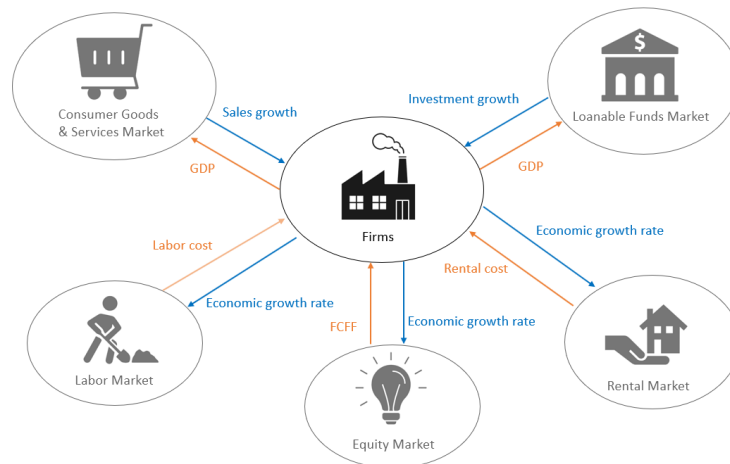 Consumer Goods
& Services Market
Sales growth
GDP
Investment growth
$
Loanable Funds Market
GDP
Firms
Labor cost
Economic growth rate
Labor Market
FCFF
Economic growth rate
Equity Market
Economic growth rate
Rental cost
Rental Market